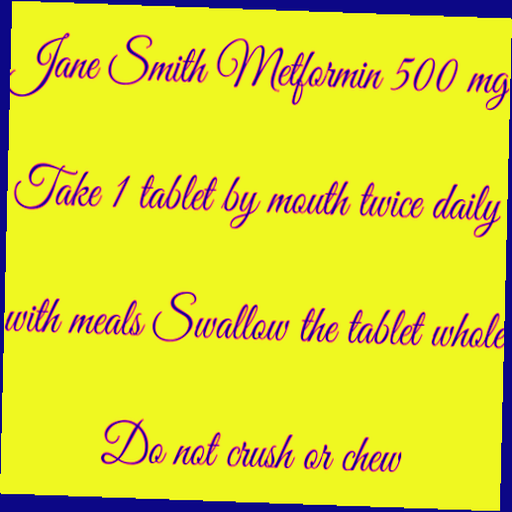 Jane Smith Metformin 500 mg
Take 1 tablet by mouth twice daily
with meals Swallow the tablet whole
Do not crush or chew